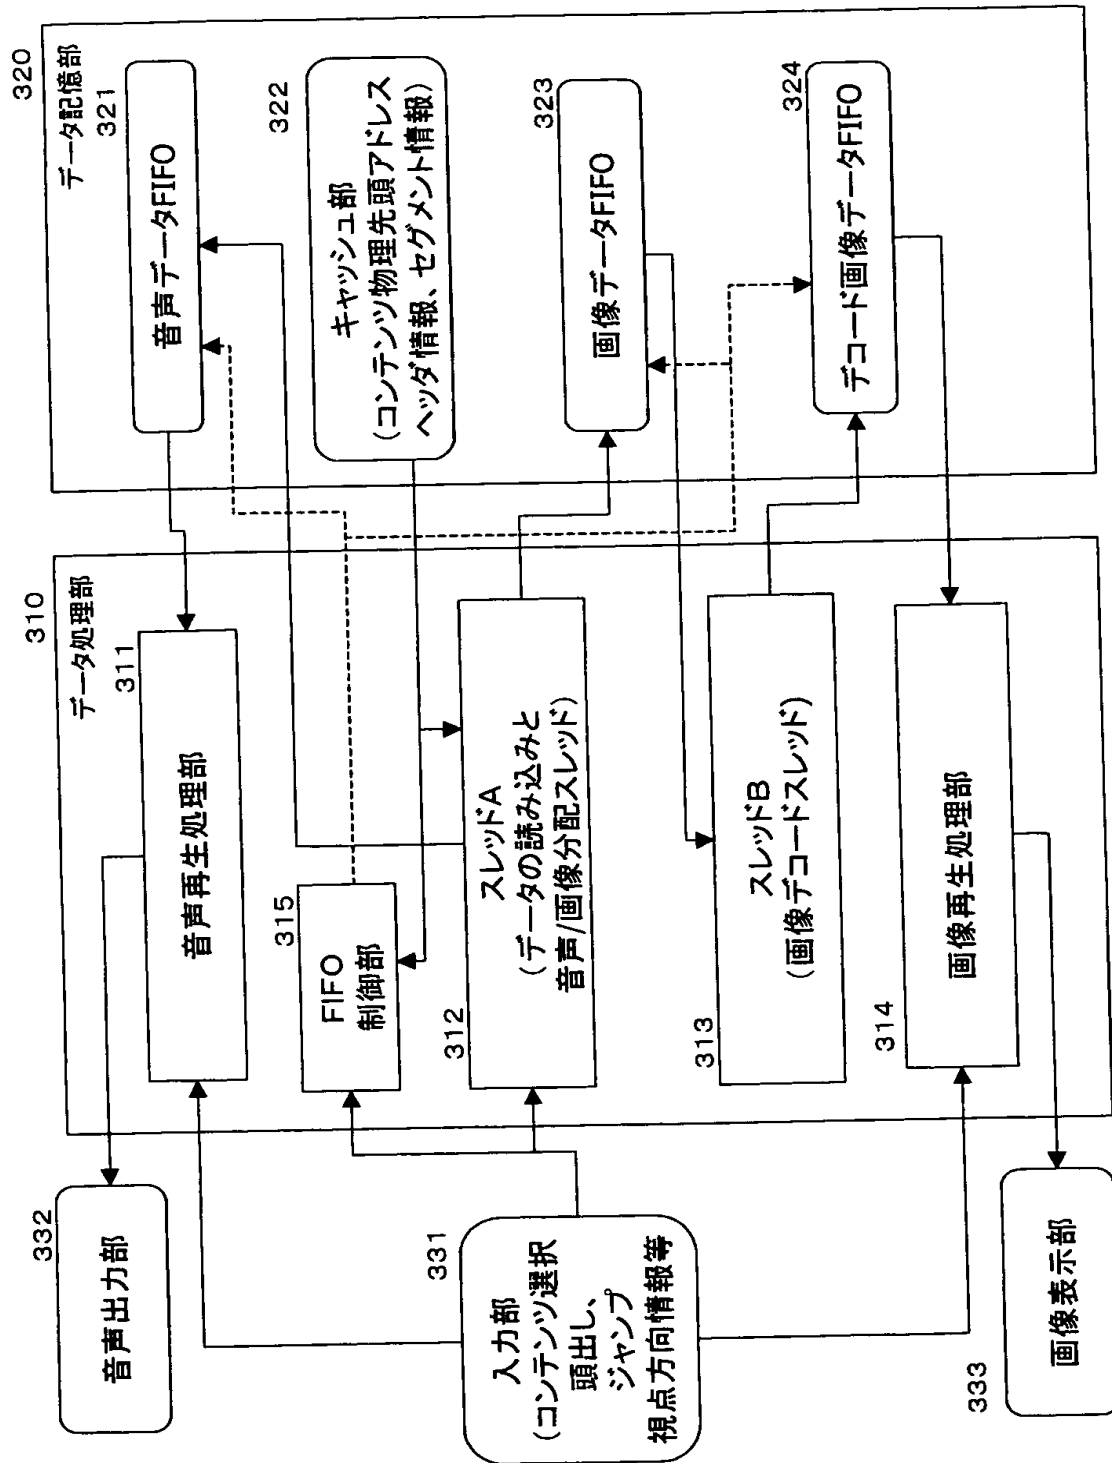 320
データ記憶部
321
音声データFIFO
322
キャッシュ部
(コンテンツ物理先頭アドレス
ヘッダ情報、セグメント情報)
323
画像データFIFO
324
デコード画像データFIFO
310
データ処理部
311
音声再生処理部
315
FIFO
制御部
312
スレッドA
(データの読み込みと
音声/画像分配スレッド)
313
スレッドB
(画像デコードスレッド)
314
画像再生処理部
332
音声出力部
331
入力部
(コンテンツ選択
頭出し、
ジャンプ
視点方向情報等
333
画像表示部